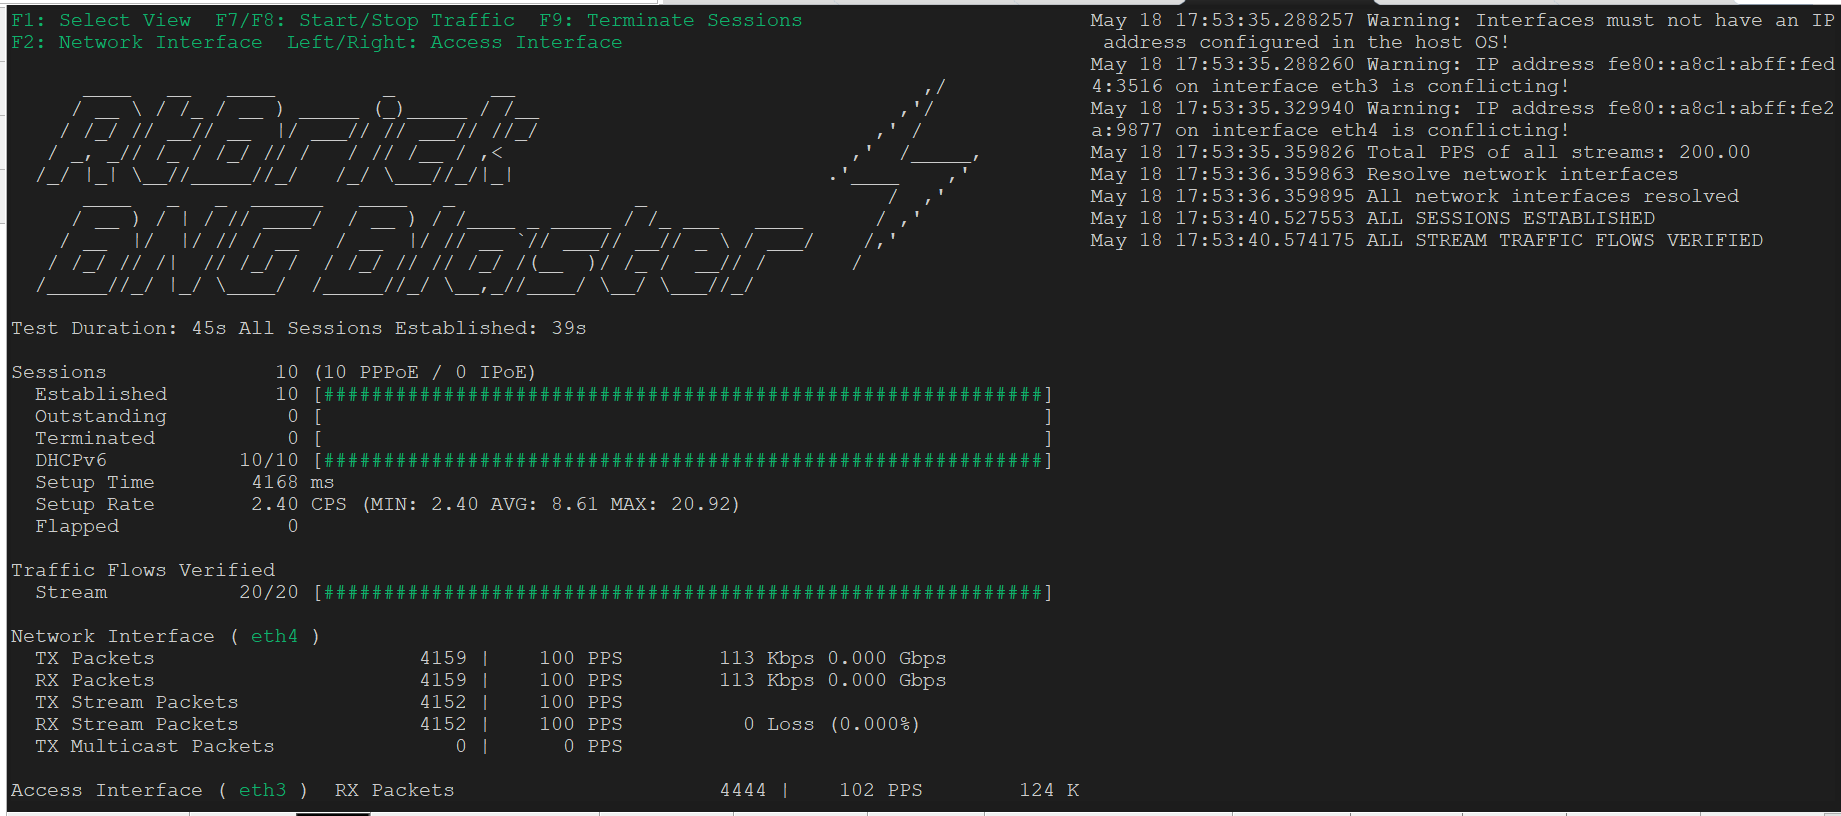 F1: Select View  F7/F8: Start/Stop Traffic  F9: Terminate Sessions
F2: Network Interface  Left/Right: Access Interface
RtBrick
BNG Blaster
Test Duration: 45s All Sessions Established: 39s
Sessions              10 (10 PPPoE / 0 IPoE)
Established         10 [############################################################]
Outstanding          0 [                                                            ]
Terminated           0 [                                                            ]
DHCPv6           10/10 [############################################################]
Setup Time        4168 ms
Setup Rate        2.40 CPS (MIN: 2.40 AVG: 8.61 MAX: 20.92)
Flapped              0
Traffic Flows Verified
Stream           20/20 [############################################################]
Network Interface ( eth4 )
TX Packets                      4159 |    100 PPS        113 Kbps 0.000 Gbps
RX Packets                      4159 |    100 PPS        113 Kbps 0.000 Gbps
TX Stream Packets               4152 |    100 PPS
RX Stream Packets               4152 |    100 PPS          0 Loss (0.000%)
TX Multicast Packets               0 |      0 PPS
Access Interface ( eth3 )  RX Packets                      4444 |    102 PPS        124 K
May 18 17:53:35.288257 Warning: Interfaces must not have an IP
address configured in the host OS!
May 18 17:53:35.288260 Warning: IP address fe80::a8c1:abff:fed
4:3516 on interface eth3 is conflicting!
May 18 17:53:35.329940 Warning: IP address fe80::a8c1:abff:fe2
a:9877 on interface eth4 is conflicting!
May 18 17:53:35.359826 Total PPS of all streams: 200.00
May 18 17:53:36.359863 Resolve network interfaces
May 18 17:53:36.359895 All network interfaces resolved
May 18 17:53:40.527553 ALL SESSIONS ESTABLISHED
May 18 17:53:40.574175 ALL STREAM TRAFFIC FLOWS VERIFIED